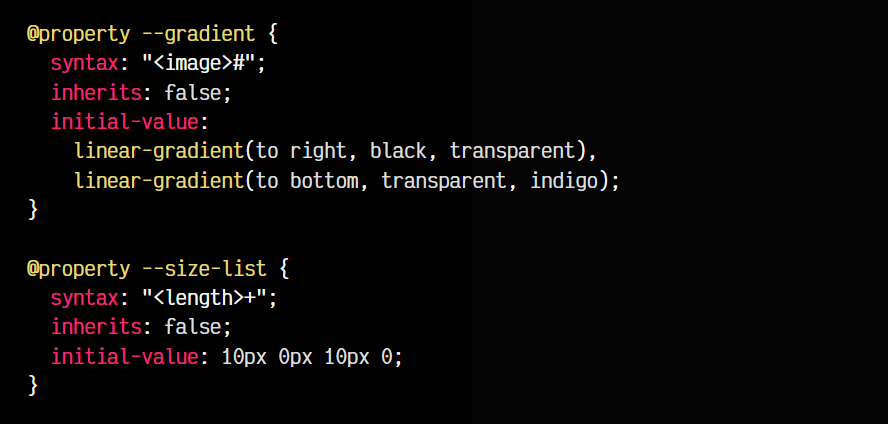 @property --gradient {
  syntax: "<image>#";
  inherits: false;
  initial-value:
    linear-gradient(to right, black, transparent),
    linear-gradient(to bottom, transparent, indigo);
}

@property --size-list {
  syntax: "<length>+";
  inherits: false;
  initial-value: 10px 0px 10px 0;
}